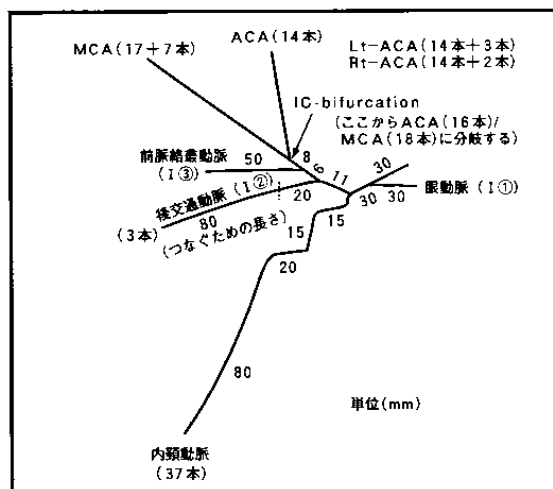 ACA(14本)
MCA(17+7本)
Lt-ACA(14本+3本)
Rt-ACA(14本+2本)
IC-bifurcation
(ここからACA(16本)/
MCA(18本)に分岐する)
前脈絡叢動脈
(I③)
50
8
6
11
30
眼動脈(I①)
30 30
後交通動脈(I②)
20
80
(3本)
(つなぐための長さ)
15
15
20
80
単位(mm)
内頸動脈
(37本)